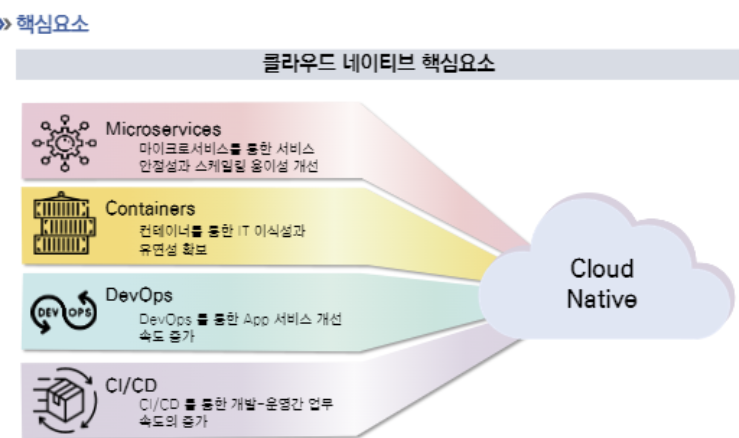 » 핵심요소
클라우드 네이티브 핵심요소
Microservices
마이크로서비스를 통한 서비스
안정성과 스케일링 용이성 개선
Containers
컨테이너를 통한 IT 이식성과
유연성 확보
DevOps
DEV OPS
DevOps 를 통한 App 서비스 개선
속도 증가
CI/CD
CI/CD 를 통한 개발-운영간 업무
속도의 증가
Cloud
Native